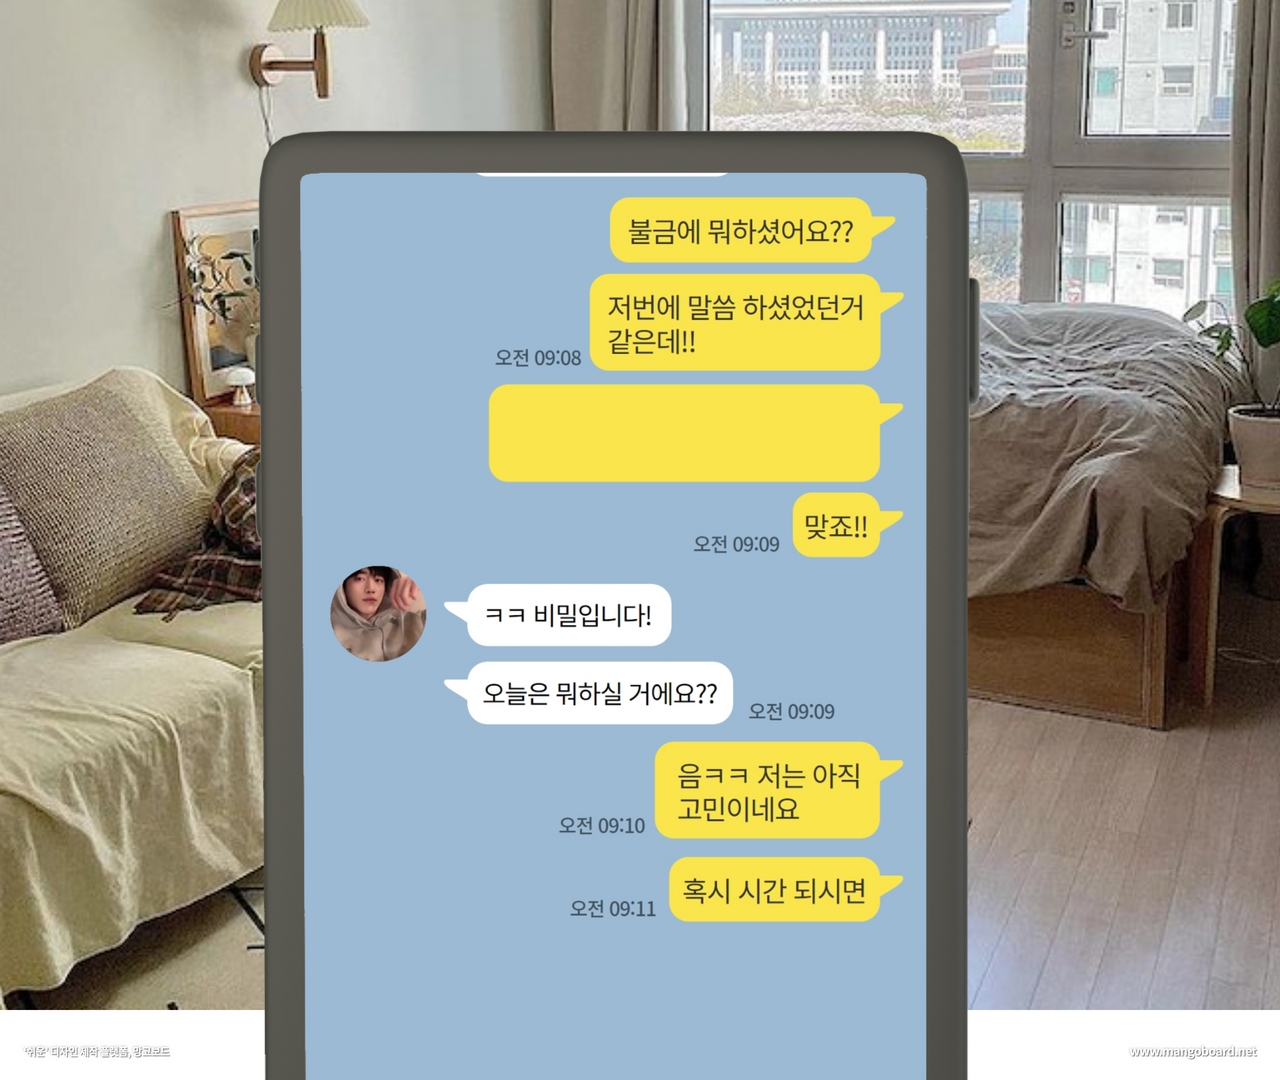 불금에 뭐하셨어요??
저번에 말씀 하셨었던거
같은데!!
오전 09:08
맞죠!!
오전 09:09
ㅋㅋ 비밀입니다!
오늘은 뭐하실 거에요??
오전 09:09
음ㅋㅋ 저는 아직
고민이네요
오전 09:10
혹시 시간 되시면
오전 09:11
'쉬운' 디자인 제작 플랫폼, 망고보드
www.mangoboard.net